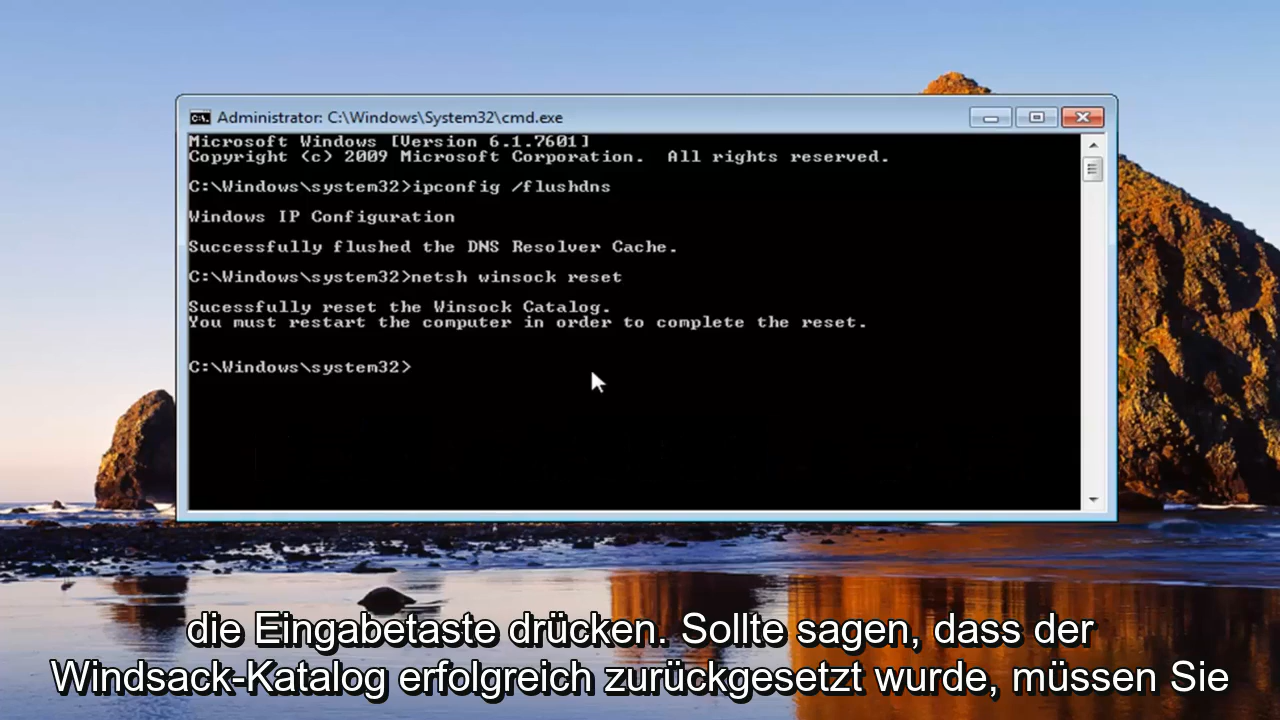 Administrator: C:\Windows\System32\cmd.exe
Microsoft Windows [Version 6.1.7601]
Copyright (c) 2009 Microsoft Corporation.  All rights reserved.
C:\Windows\system32>ipconfig /flushdns
Windows IP Configuration
Successfully flushed the DNS Resolver Cache.
C:\Windows\system32>netsh winsock reset
Sucessfully reset the Winsock Catalog.
You must restart the computer in order to complete the reset.
C:\Windows\system32>
die Eingabetaste drücken. Sollte sagen, dass der
Windsack-Katalog erfolgreich zurückgesetzt wurde, müssen Sie